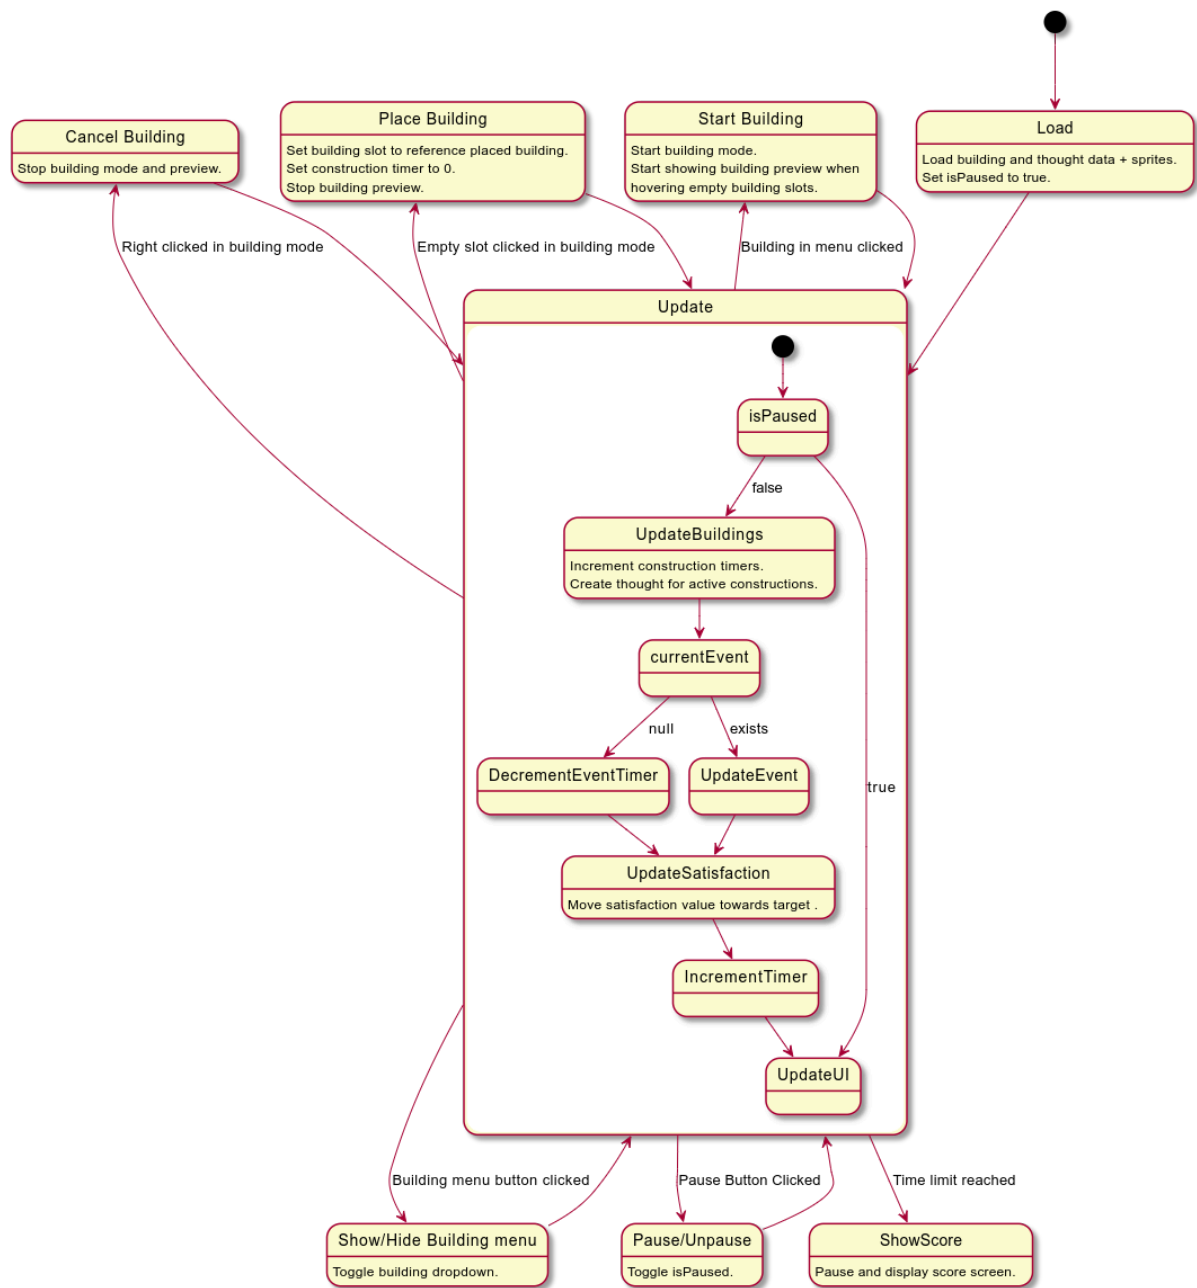 Cancel Building
Stop building mode and preview.
Place Building
Set building slot to reference placed building.
Set construction timer to 0.
Stop building preview.
Start Building
Start building mode.
Start showing building preview when
hovering empty building slots.
Load
Load building and thought data + sprites.
Set isPaused to true.
Right clicked in building mode
Empty slot clicked in building mode
Building in menu clicked
Update
isPaused
false
UpdateBuildings
Increment construction timers.
Create thought for active constructions.
currentEvent
null
exists
DecrementEventTimer
UpdateEvent
true
UpdateSatisfaction
Move satisfaction value towards target .
IncrementTimer
UpdateUI
Building menu button clicked
Pause Button Clicked
Time limit reached
Show/Hide Building menu
Toggle building dropdown.
Pause/Unpause
Toggle isPaused.
ShowScore
Pause and display score screen.